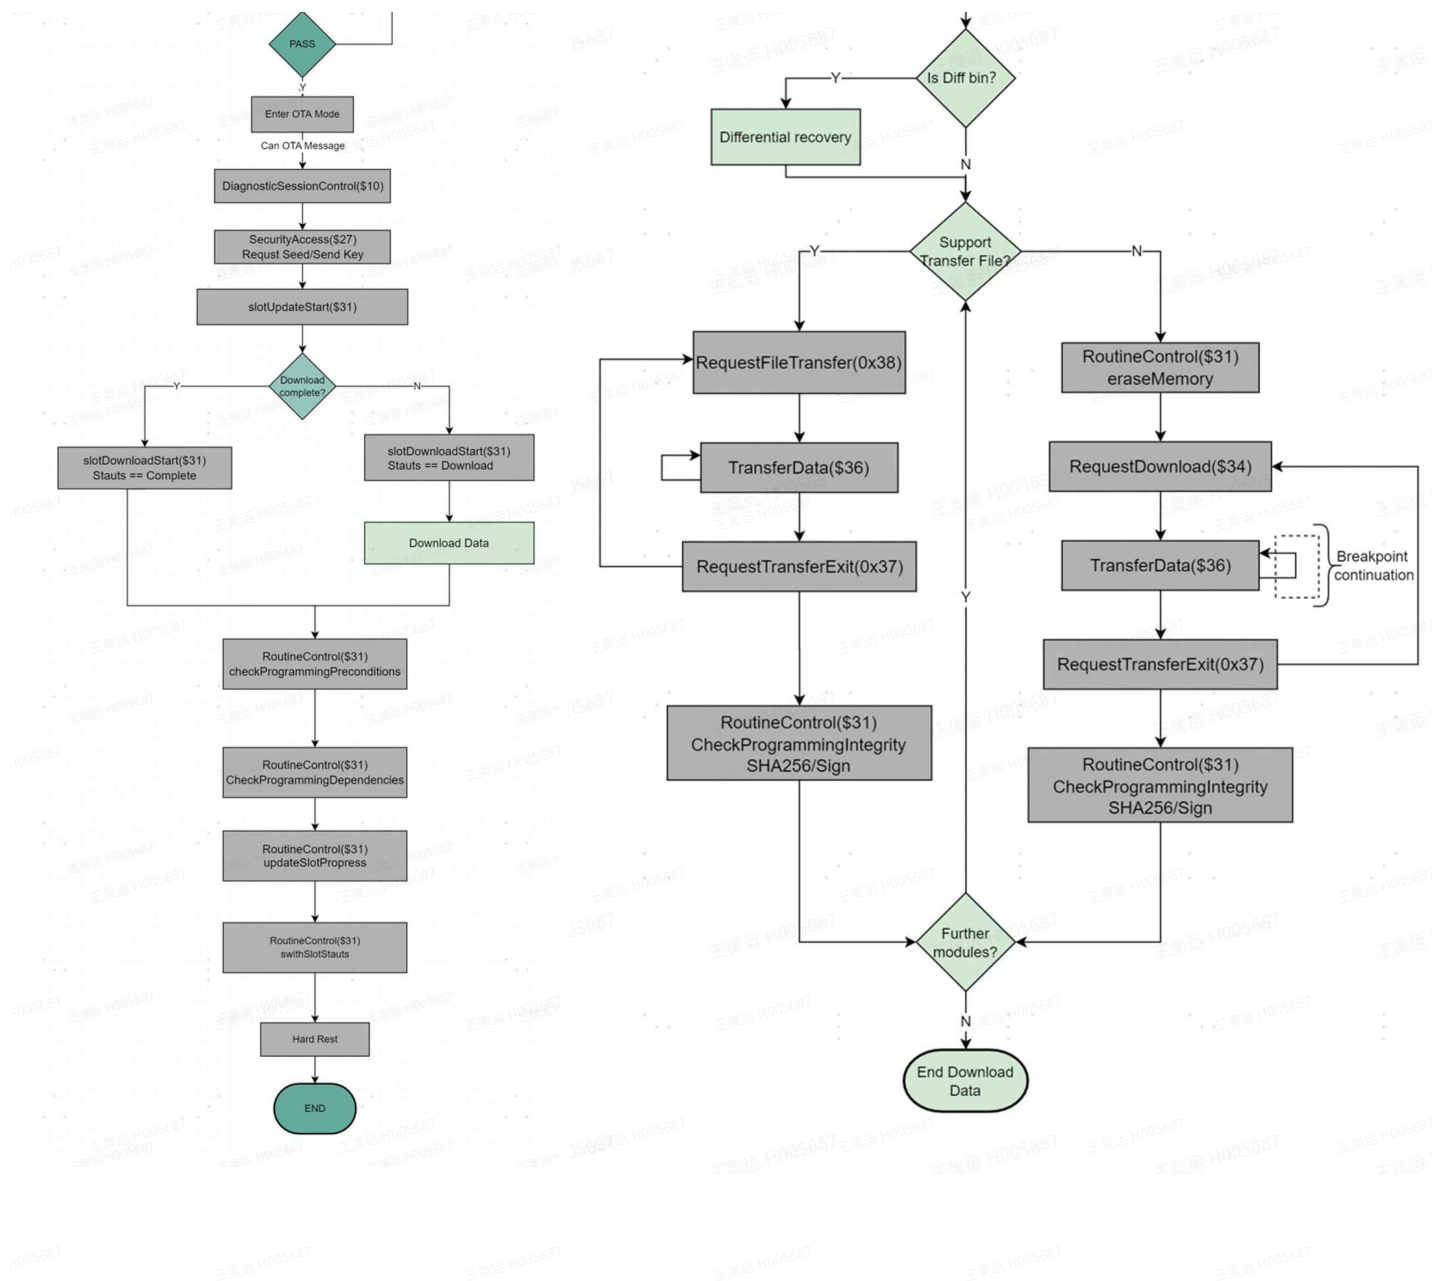 PASS
Y
Enter OTA Mode
Can OTA Message
DiagnosticSessionControl($10)
SecurityAccess($27)
Requst Seed/Send Key
slotUpdateStart($31)
Download
complete?
Y
N
slotDownloadStart($31)
Stauts == Complete
slotDownloadStart($31)
Stauts == Download
Download Data
RoutineControl($31)
checkProgrammingPreconditions
RoutineControl($31)
CheckProgrammingDependencies
RoutineControl($31)
updateSlotPropress
RoutineControl($31)
swithSlotStauts
Hard Rest
END
Is Diff bin?
Y
Differential recovery
N
Support
Transfer File?
Y
N
RequestFileTransfer(0x38)
TransferData($36)
RequestTransferExit(0x37)
RoutineControl($31)
CheckProgrammingIntegrity
SHA256/Sign
RoutineControl($31)
eraseMemory
RequestDownload($34)
TransferData($36)
Breakpoint
continuation
RequestTransferExit(0x37)
RoutineControl($31)
CheckProgrammingIntegrity
SHA256/Sign
Y
Further
modules?
N
End Download
Data
王奥运 H005687